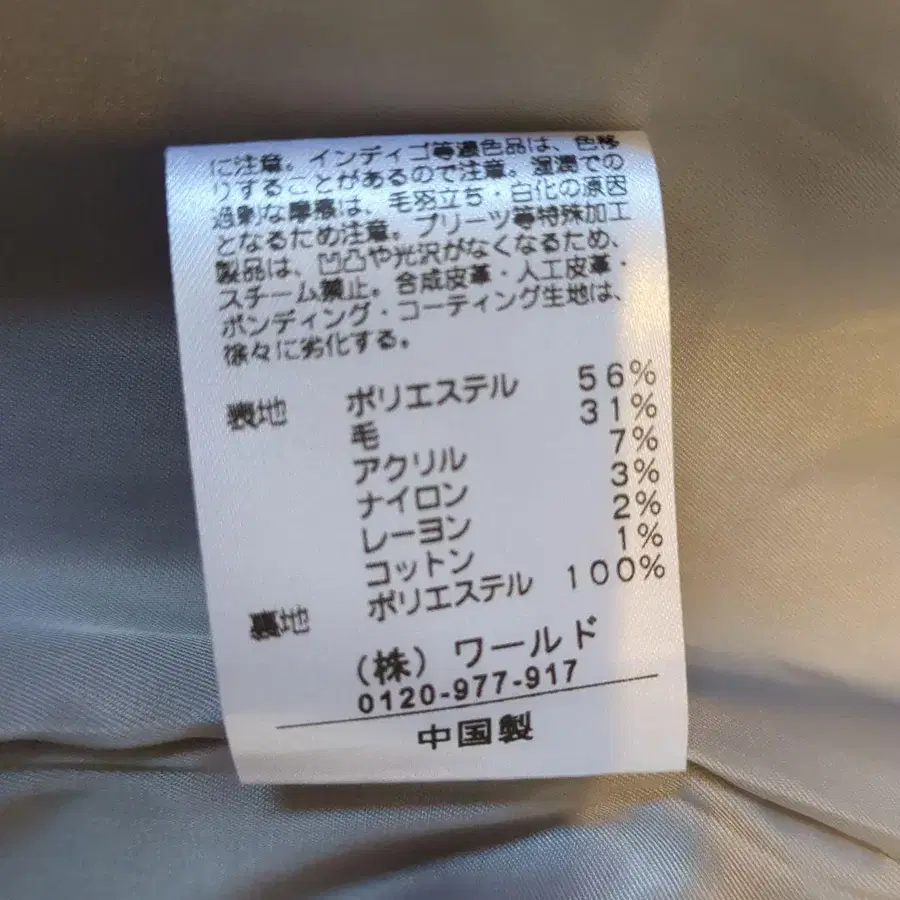 に注意。インディゴ等濃色品は、色移
りすることがあるので注意。湿潤での
過剰な摩擦は、毛羽立ち・白化の原因
となるため注意。プリーツ等特殊加工
製品は、凹凸や光沢がなくなるため、
スチーム禁止。合成皮革・人工皮革・
ボンディング・コーティング生地は、
徐々に劣化する。
表地 ポリエステル 56%
毛 31%
アクリル 7%
ナイロン 3%
レーヨン 2%
コットン 1%
裏地 ポリエステル 100%
(株) ワールド
0120-977-917
中国製